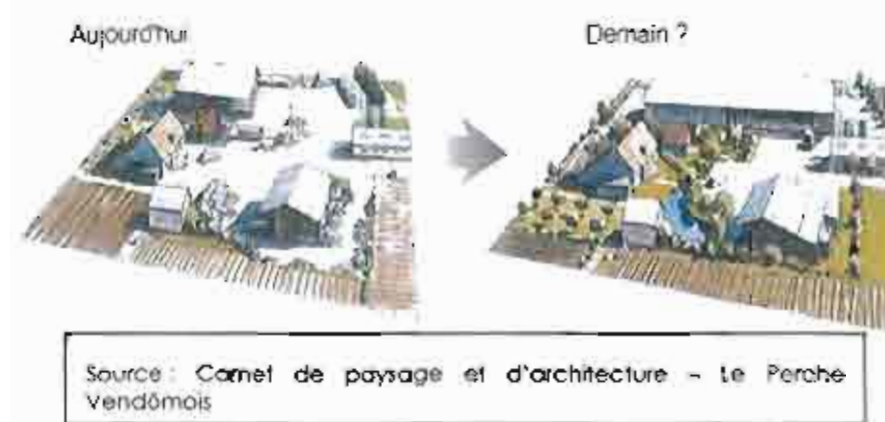 Aujourd'hui
Demain ?
Source : Carnet de paysage et d'architecture – Le Perche
Vendômois